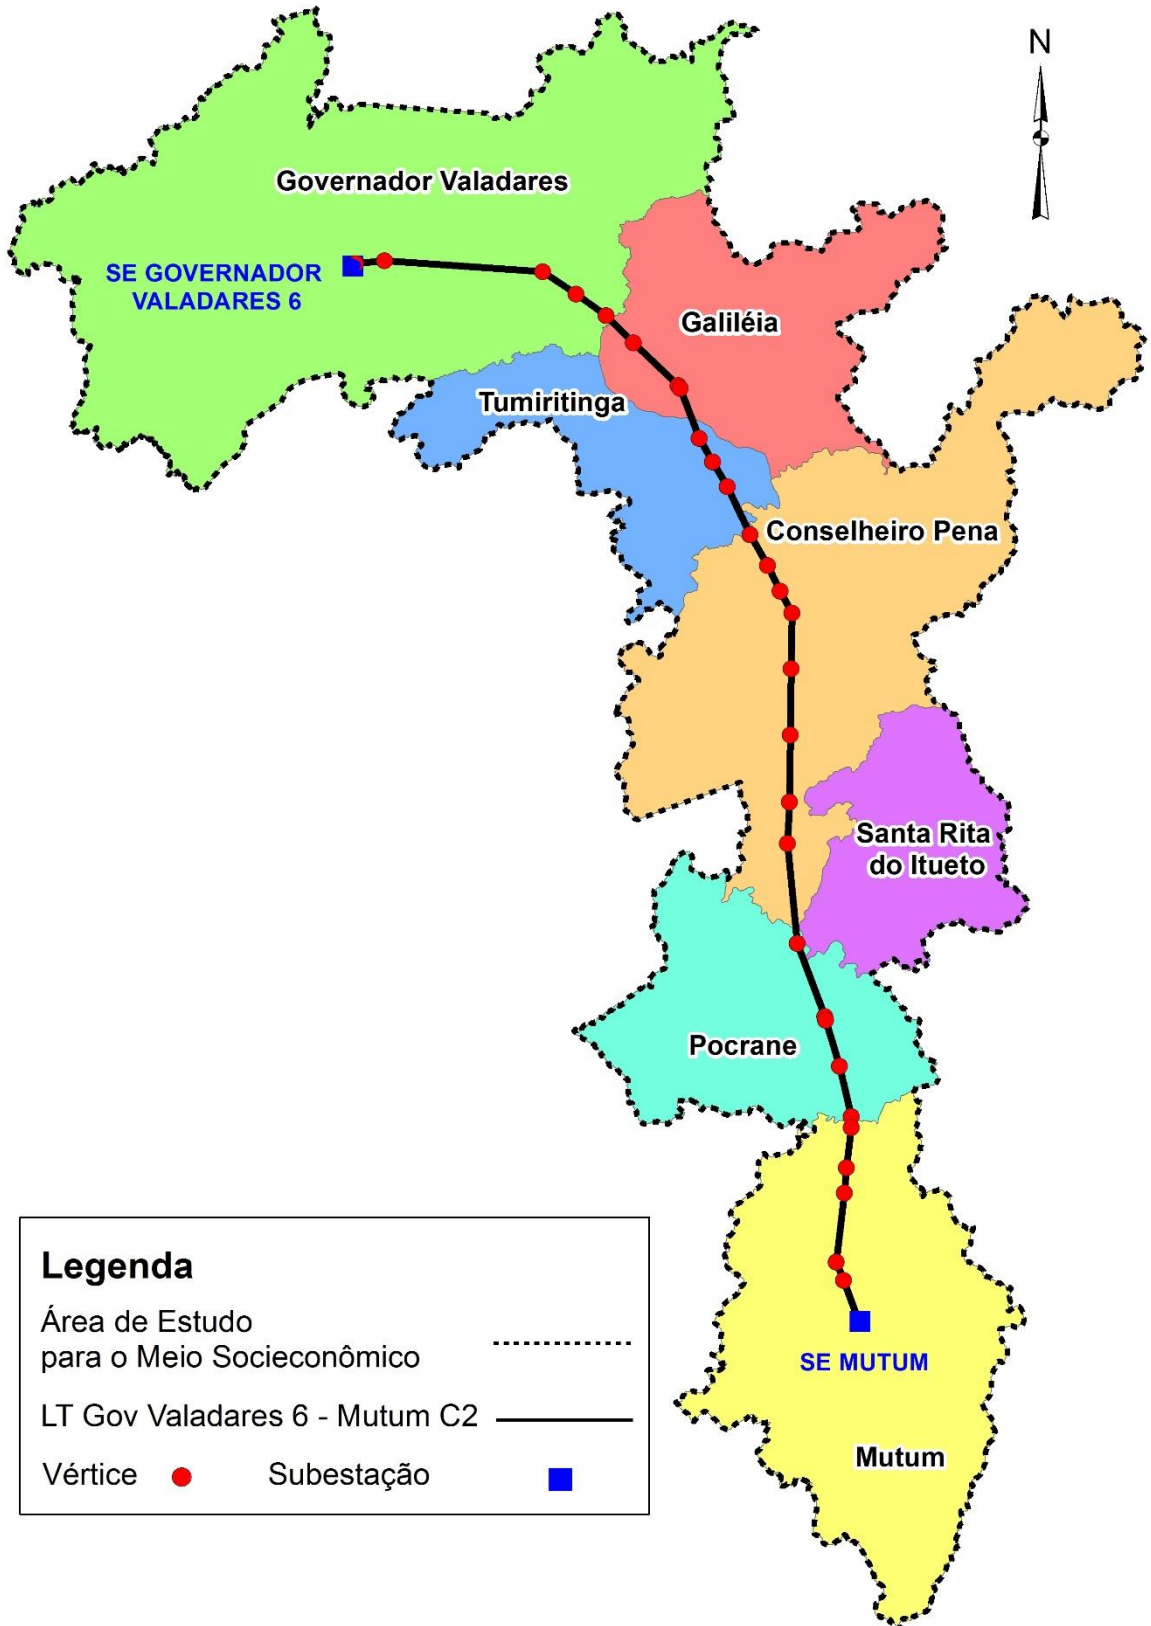 N
Governador Valadares
SE GOVERNADOR
VALADARES 6
Galiléia
Tumiritinga
Conselheiro Pena
Santa Rita
do Itueto
Pocrane
SE MUTUM
Mutum
Legenda
Área de Estudo
para o Meio Socieconômico
LT Gov Valadares 6 - Mutum C2
Vértice
Subestação